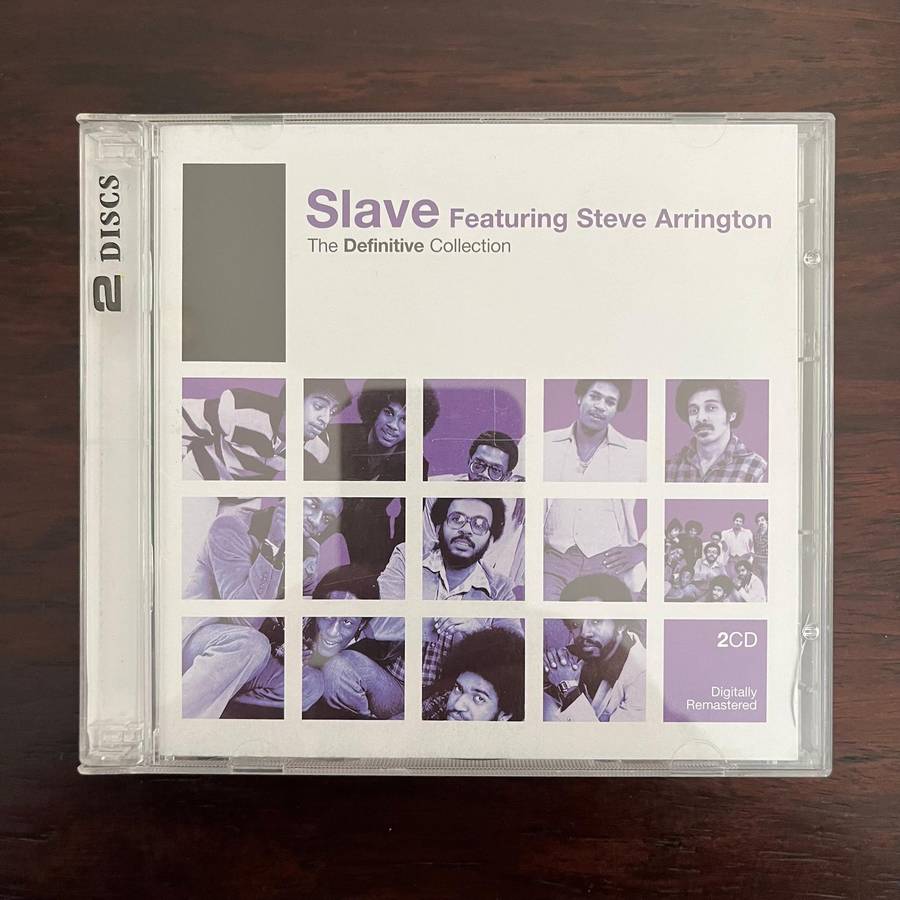 2 DISCS
Slave Featuring Steve Arrington
The Definitive Collection
2CD
Digitally
Remastered